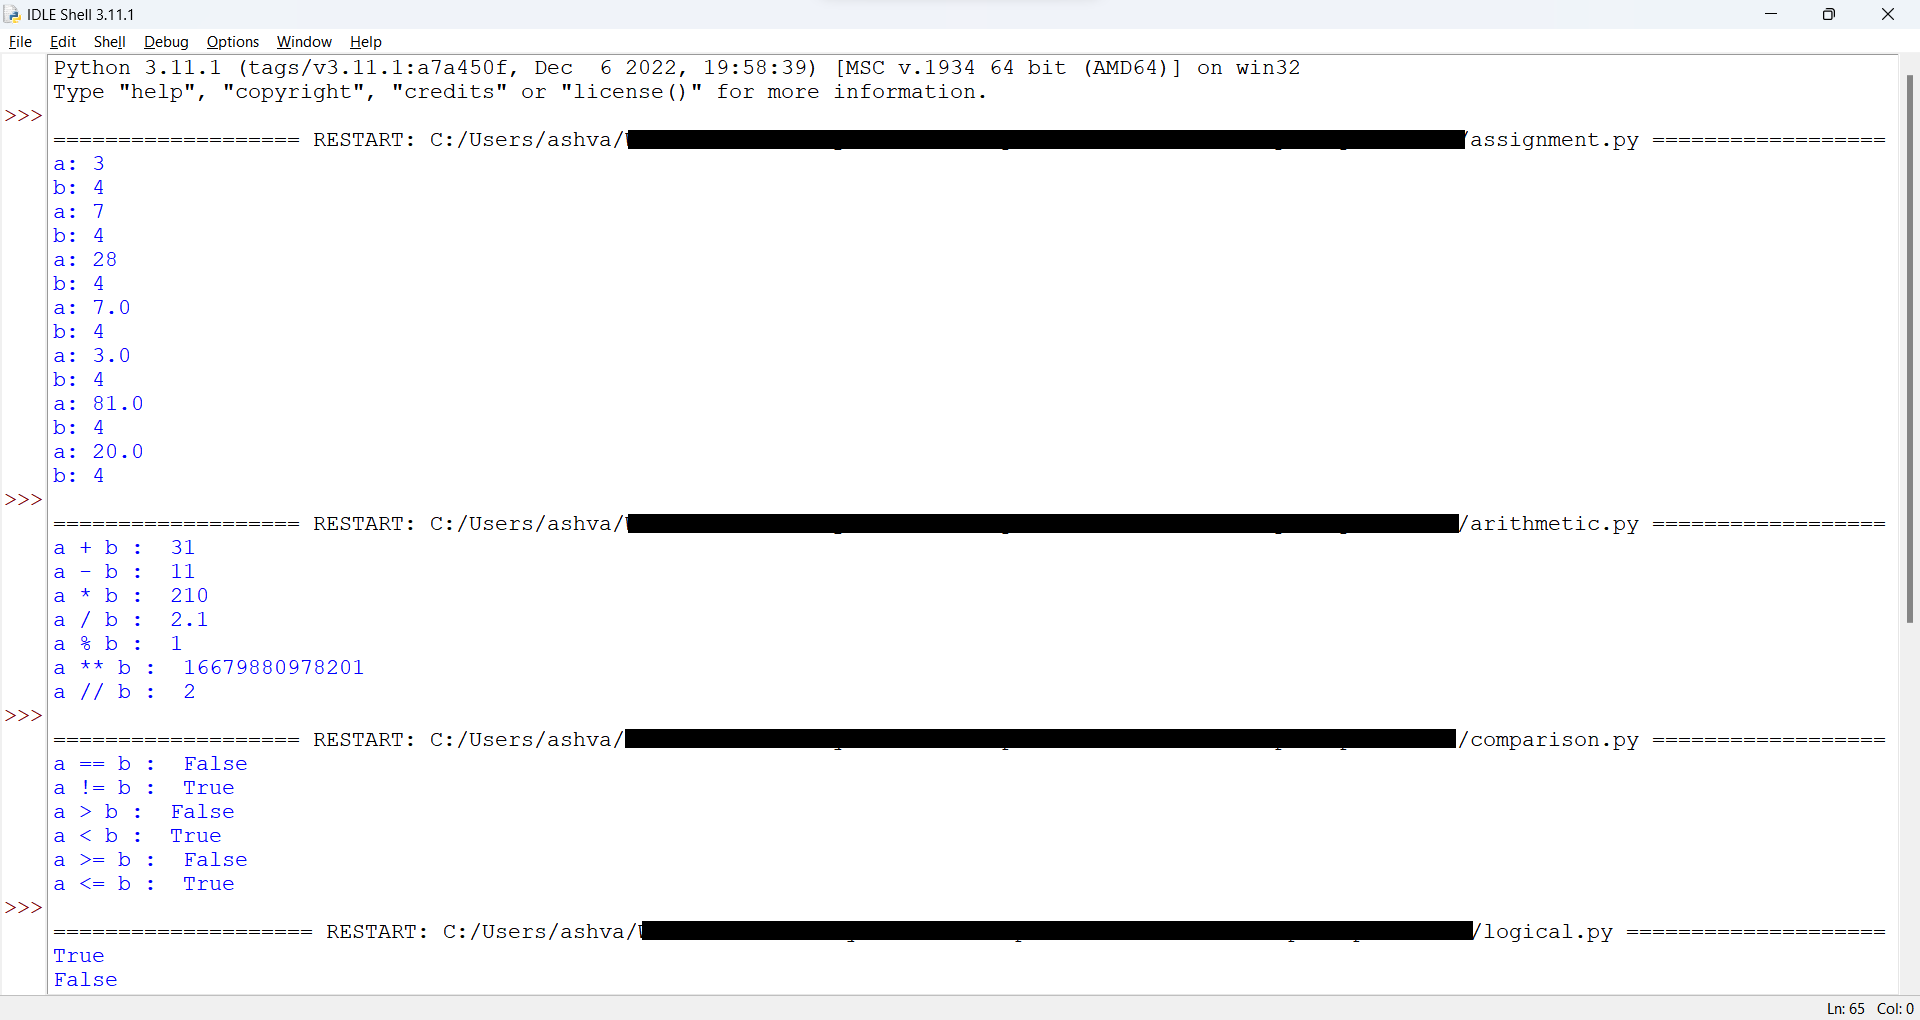 IDLE Shell 3.11.1
File Edit Shell Debug Options Window Help
Python 3.11.1 (tags/v3.11.1:a7a450f, Dec  6 2022, 19:58:39) [MSC v.1934 64 bit (AMD64)] on win32
Type "help", "copyright", "credits" or "license()" for more information.
>>>
=================== RESTART: C:/Users/ashva/ /assignment.py ==================
a: 3
b: 4
a: 7
b: 4
a: 28
b: 4
a: 7.0
b: 4
a: 3.0
b: 4
a: 81.0
b: 4
a: 20.0
b: 4
>>>
=================== RESTART: C:/Users/ashva/ /arithmetic.py ==================
a + b :  31
a - b :  11
a * b :  210
a / b :  2.1
a % b :  1
a ** b :  16679880978201
a // b :  2
>>>
=================== RESTART: C:/Users/ashva/ /comparison.py ==================
a == b :  False
a != b :  True
a > b :  False
a < b :  True
a >= b :  False
a <= b :  True
>>>
==================== RESTART: C:/Users/ashva/ /logical.py ====================
True
False
Ln: 65 Col: 0